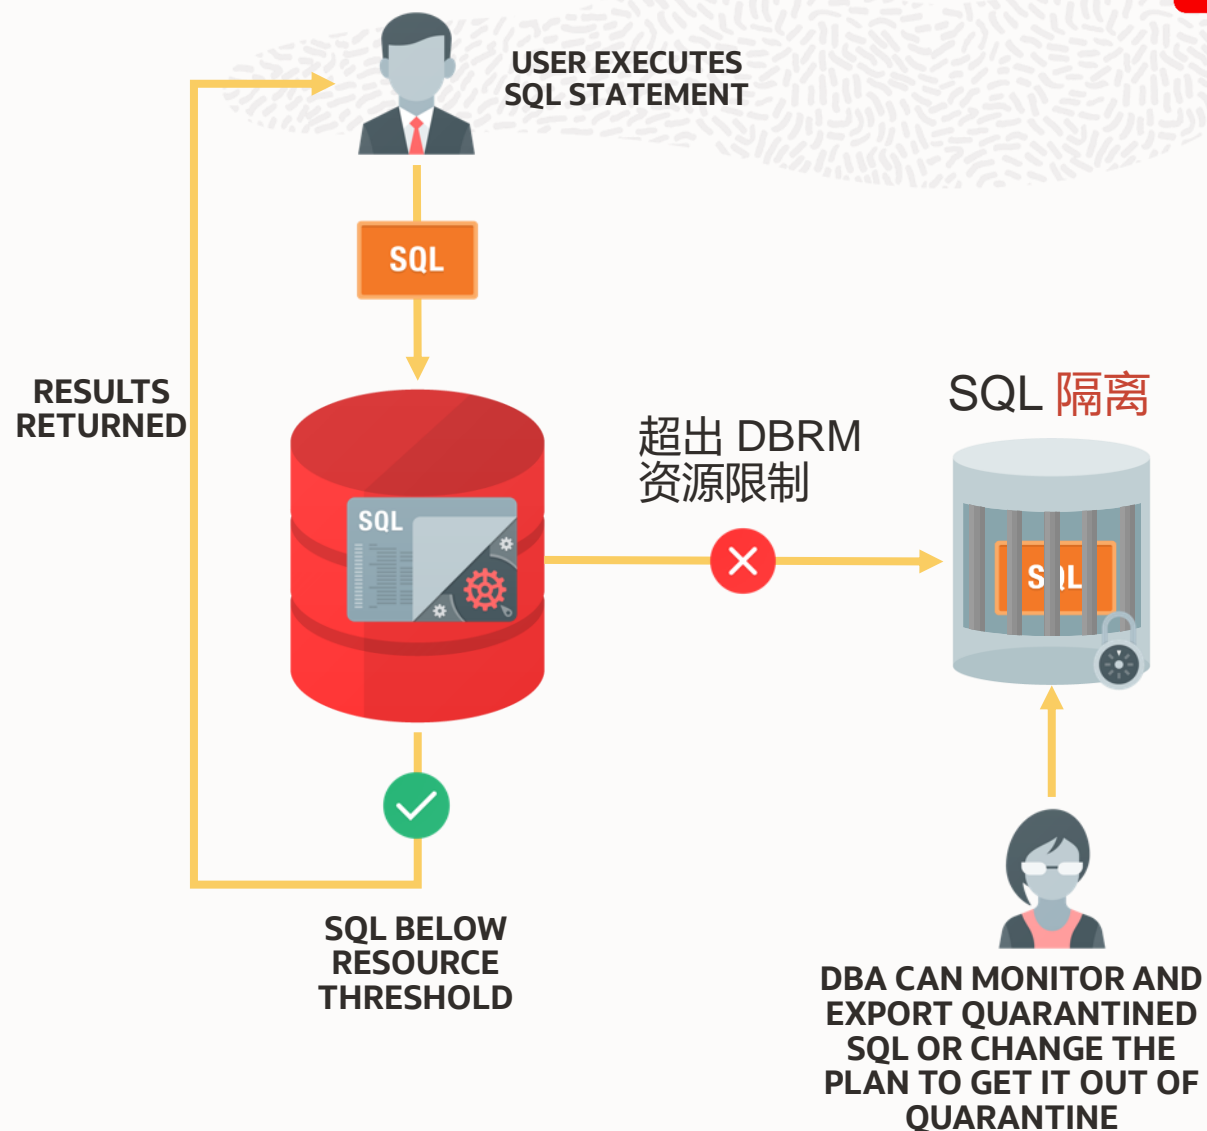 USER EXECUTES
SQL STATEMENT
SQL
RESULTS
RETURNED
SQL
超出 DBRM
资源限制
SQL 隔离
SQL
SQL BELOW
RESOURCE
THRESHOLD
DBA CAN MONITOR AND
EXPORT QUARANTINED
SQL OR CHANGE THE
PLAN TO GET IT OUT OF
QUARANTINE